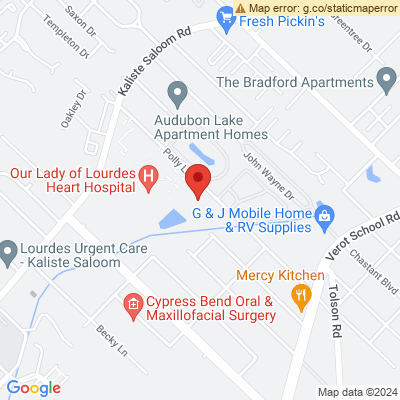 Map error: g.co/staticmaperror
Saxon Dr
Templeton Dr
Kaliste Saloom Rd
Fresh Pickin's
Greentree Dr
Oakley Dr
The Bradford Apartments
Audubon Lake
Apartment Homes
Polly L
John Wayne Dr
Our Lady of Lourdes
Heart Hospital
H
G & J Mobile Home
& RV Supplies
Verot School Rd
Lourdes Urgent Care
- Kaliste Saloom
Chastant Blvd
Mercy Kitchen
Tolson Rd
Cypress Bend Oral &
Maxillofacial Surgery
Becky Ln
Google
Map data ©2024